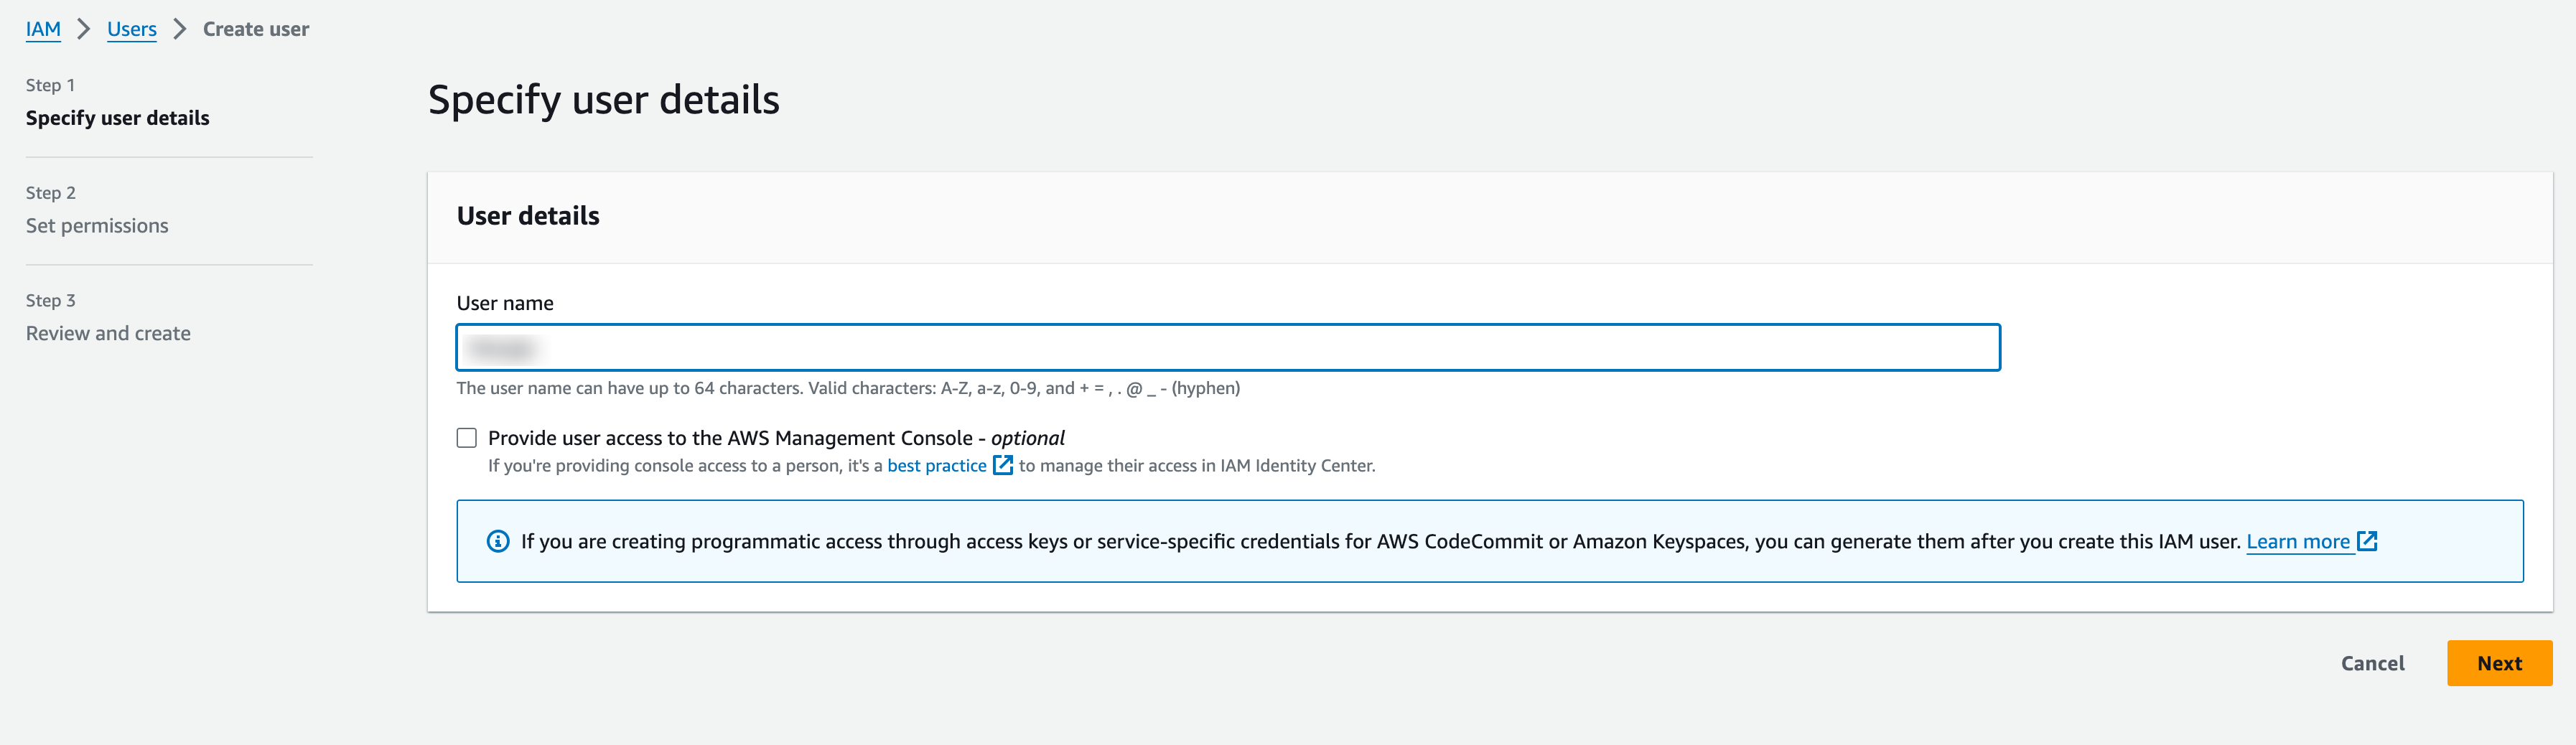 IAM > Users > Create user
Step 1
Specify user details
Step 2
Set permissions
Step 3
Review and create
Specify user details
User details
User name
The user name can have up to 64 characters. Valid characters: A-Z, a-z, 0-9, and + = , . @ _ - (hyphen)
Provide user access to the AWS Management Console - optional
If you're providing console access to a person, it's a best practice to manage their access in IAM Identity Center.
If you are creating programmatic access through access keys or service-specific credentials for AWS CodeCommit or Amazon Keyspaces, you can generate them after you create this IAM user. Learn more
Cancel
Next